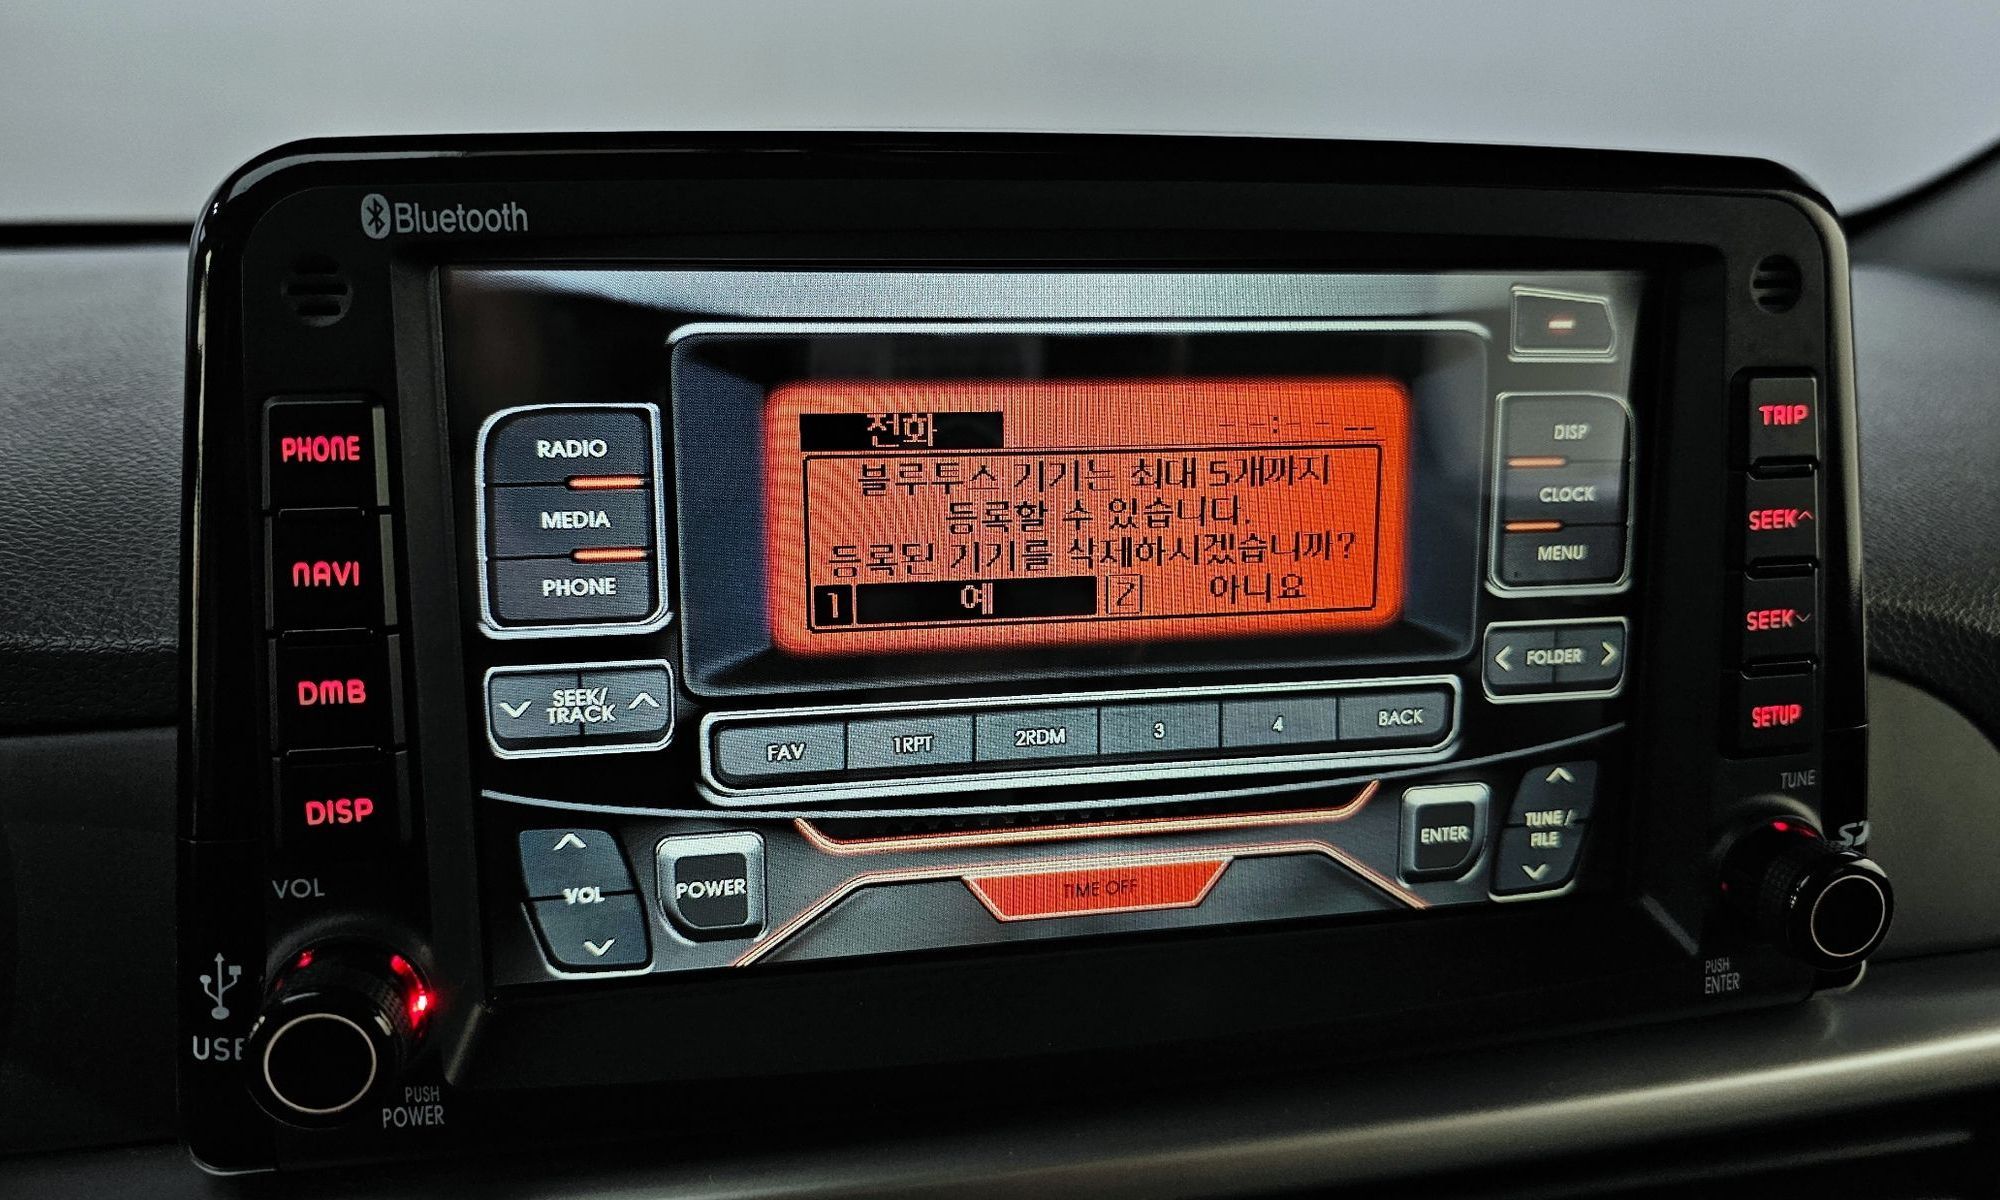 Bluetooth
PHONE
NAVI
DMB
DISP
VOL
USB
PUSH
POWER
RADIO
MEDIA
PHONE
SEEK/
TRACK
전화
--:-- --
블루투스 기기는 최대 5개까지
등록할 수 있습니다.
등록된 기기를 삭제하시겠습니까?
1 예 2 아니요
DISP
CLOCK
MENU
FOLDER
FAV 1RPT 2RDM 3 4 BACK
VOL
POWER
TIME OFF
ENTER
TUNE/
FILE
TRIP
SEEK
SEEK
SETUP
TUNE
PUSH
ENTER